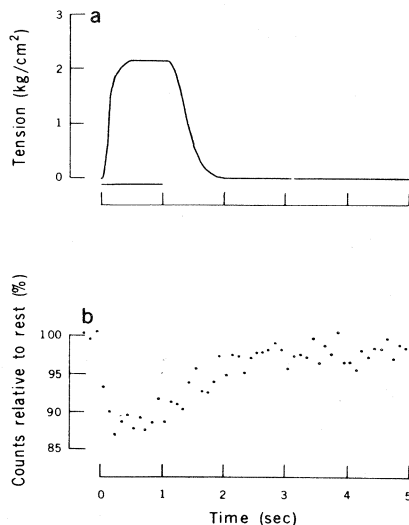 a
Tension (kg/cm²)
3
2
1
0
b
Counts relative to rest (%)
100
95
90
85
0 1 2 3 4 5
Time (sec)